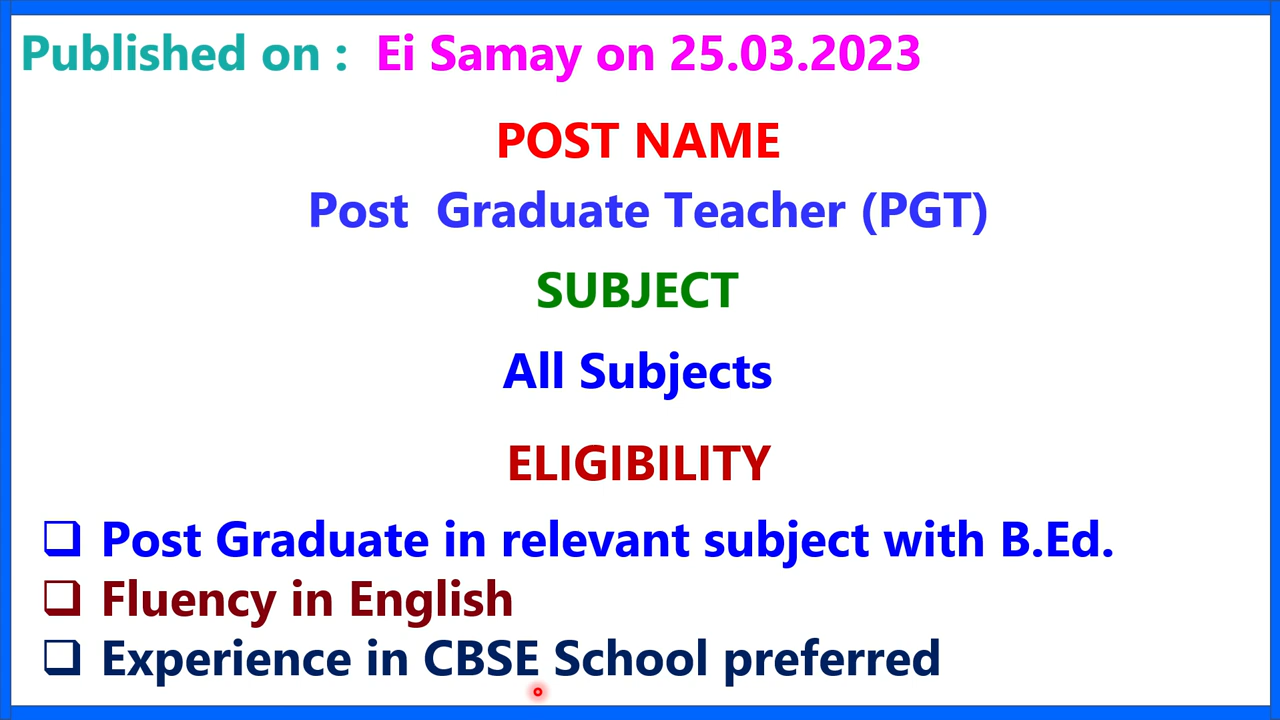 Published on : Ei Samay on 25.03.2023
POST NAME
Post Graduate Teacher (PGT)
SUBJECT
All Subjects
ELIGIBILITY
❑ Post Graduate in relevant subject with B.Ed.
❑ Fluency in English
❑ Experience in CBSE School preferred